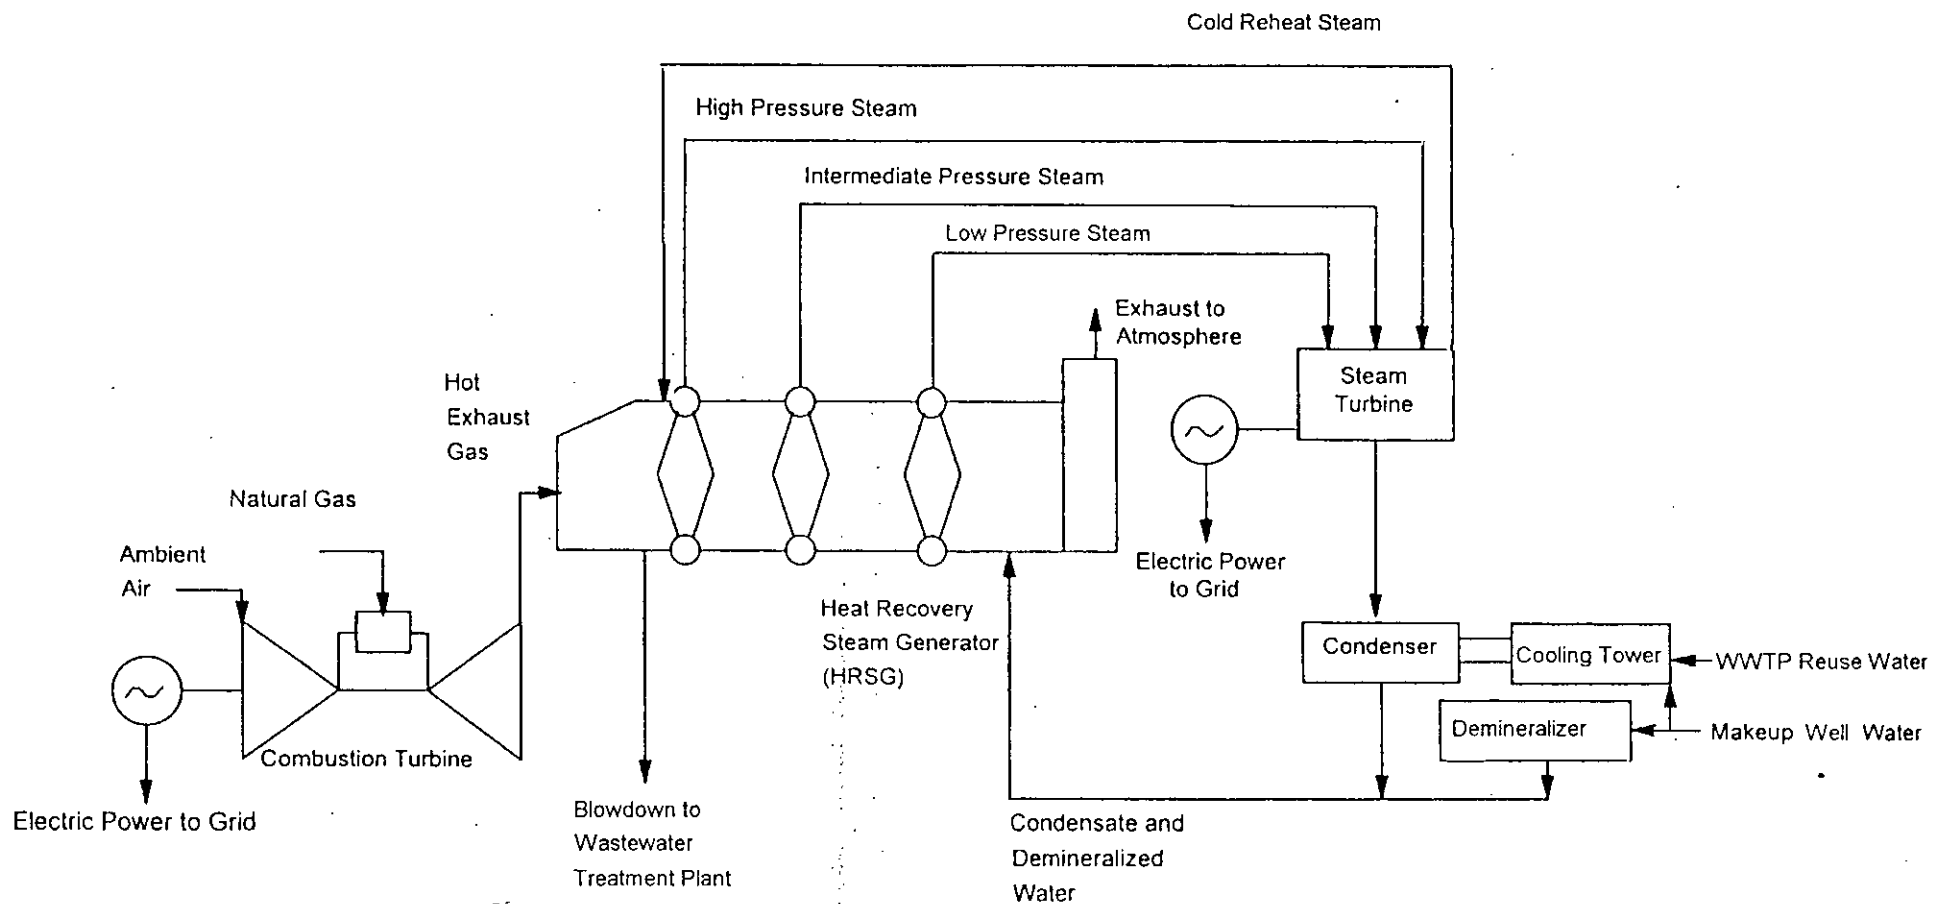 Cold Reheat Steam
High Pressure Steam
Intermediate Pressure Steam
Low Pressure Steam
Exhaust to
Atmosphere
Hot
Exhaust
Gas
Steam
Turbine
Natural Gas
Ambient
Air
Electric Power
to Grid
Heat Recovery
Steam Generator
(HRSG)
Condenser
Cooling Tower
WWTP Reuse Water
Demineralizer
Makeup Well Water
Combustion Turbine
Electric Power to Grid
Blowdown to
Wastewater
Treatment Plant
Condensate and
Demineralized
Water